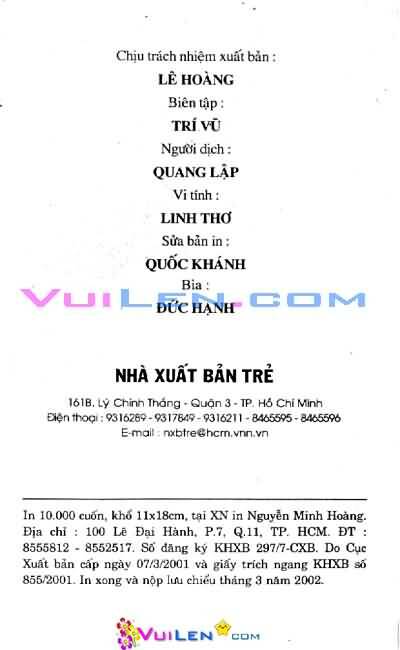 Chịu trách nhiệm xuất bản :
LÊ HOÀNG
Biên tập :
TRÍ VŨ
Người dịch :
QUANG LẬP
Vi tính :
LINH THƠ
Sửa bản in :
QUỐC KHÁNH
Bìa :
VUILEN.COM
ĐỨC HẠNH
NHÀ XUẤT BẢN TRẺ
161B, Lý Chính Thắng - Quận 3 - TP. Hồ Chí Minh
Điện thoại : 9316289 - 9317849 - 9316211 - 8465595 - 8465596
E-mail : nxbtre@hcm.vnn.vn
In 10.000 cuốn, khổ 11x18cm, tại XN in Nguyễn Minh Hoàng.
Địa chỉ : 100 Lê Đại Hành, P.7, Q.11, TP. HCM. ĐT :
8555812 - 8552517. Số đăng ký KHXB 297/7-CXB. Do Cục
Xuất bản cấp ngày 07/3/2001 và giấy trích ngang KHXB số
855/2001. In xong và nộp lưu chiểu tháng 3 năm 2002.
VUILEN.COM